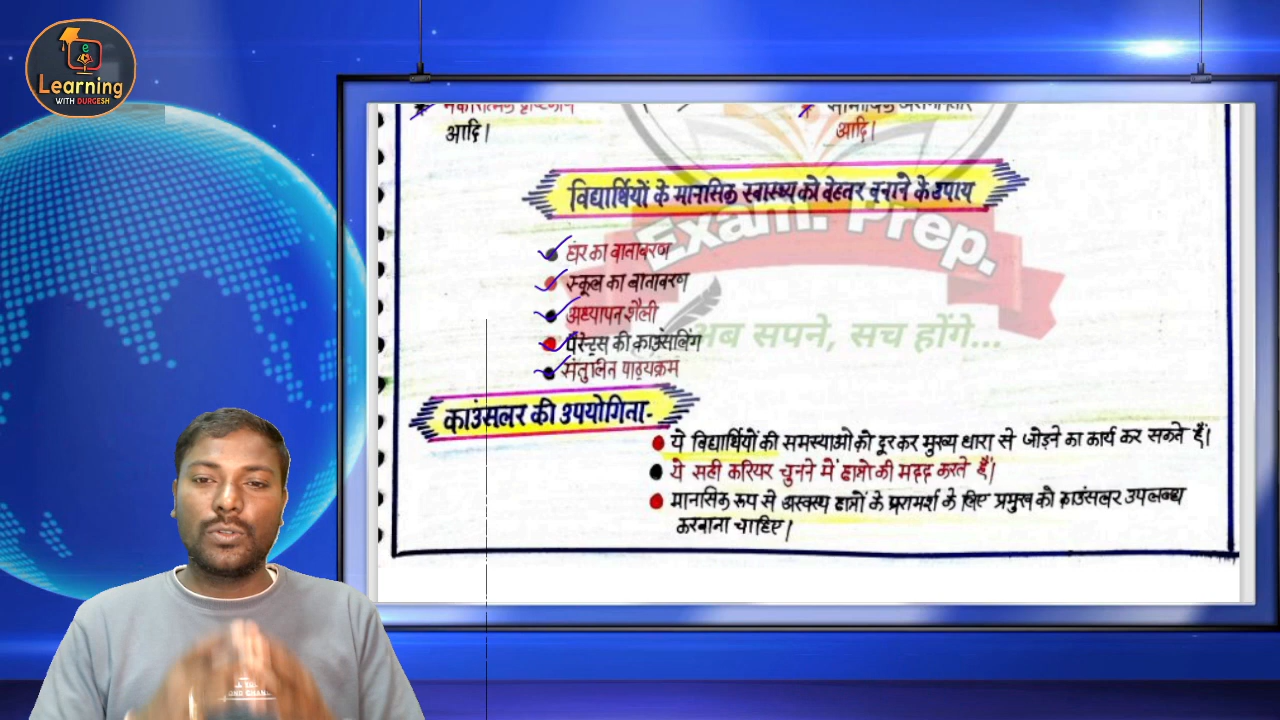 e
Learning
WITH DURGESH
नकारात्मक दृष्टिकोण
आदि।
आदि।
विद्यार्थियों के मानसिक स्वास्थ्य को बेहतर बनाने के उपाय
Exam. Prep.
घर का वातावरण
स्कूल का वातावरण
अध्यापन शैली
पेरेन्ट्स की काउंसलिंग
अब सपने, सच होंगे...
संतुलित पाठ्यक्रम
काउंसलर की उपयोगिता-
ये विद्यार्थियों की समस्याओं को दूर कर मुख्य धारा से जोड़ने का कार्य कर सकते हैं।
ये सही करियर चुनने में छात्रों की मदद करते हैं।
मानसिक रूप से अस्वस्थ छात्रों के परामर्श के लिए प्रमुख को काउंसलर उपलब्ध
करवाना चाहिए।